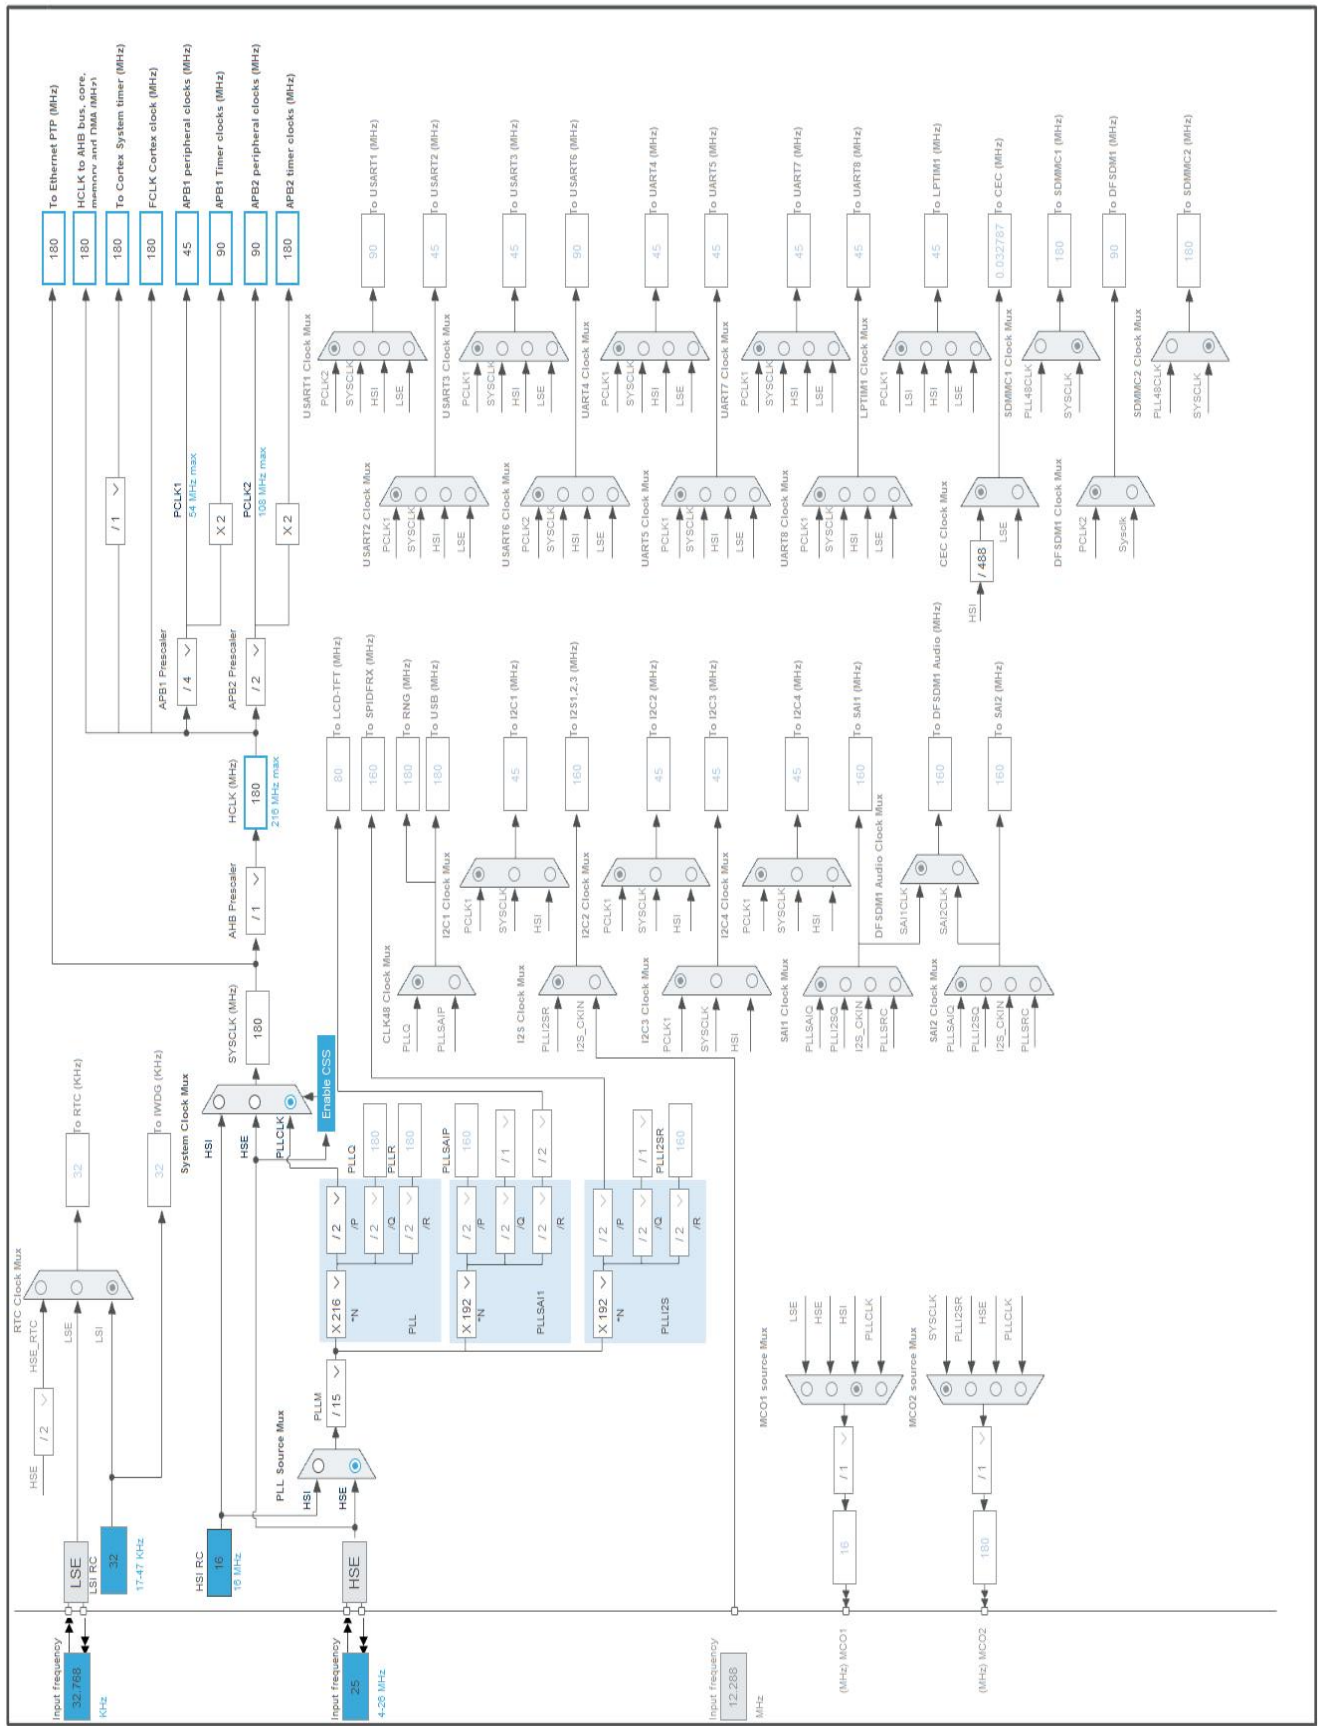 Input frequency
32.768
KHz
LSE
LSI RC
32
17-47 KHz
HSE
/ 2
HSE_RTC
RTC Clock Mux
LSE
LSI
32
To RTC (KHz)
32
To IWDG (KHz)
HSI RC
16
16 MHz
Input frequency
25
4-26 MHz
HSE
PLL Source Mux
HSI
HSE
PLLM
/ 15
X 216
*N
PLL
/ 2
/P
/ 2
/Q
/ 2
/R
PLLQ
180
PLLR
180
X 192
*N
PLLSAI1
/ 2
/P
/ 2
/Q
/ 2
/R
PLLSAIP
160
/ 1
/ 2
X 192
*N
PLLI2S
/ 2
/P
/ 2
/Q
/ 2
/R
/ 1
PLLI2SR
160
System Clock Mux
HSI
HSE
PLLCLK
Enable CSS
SYSCLK (MHz)
180
AHB Prescaler
/ 1
HCLK (MHz)
180
216 MHz max
APB1 Prescaler
/ 4
APB2 Prescaler
/ 2
/ 1
PCLK1
54 MHz max
X 2
PCLK2
108 MHz max
X 2
180
To Ethernet PTP (MHz)
180
HCLK to AHB bus, core,
memory and DMA (MHz)
180
To Cortex System timer (MHz)
180
FCLK Cortex clock (MHz)
45
APB1 peripheral clocks (MHz)
90
APB1 Timer clocks (MHz)
90
APB2 peripheral clocks (MHz)
180
APB2 timer clocks (MHz)
80
To LCD-TFT (MHz)
160
To SPIDFRX (MHz)
180
To RNG (MHz)
180
To USB (MHz)
CLK48 Clock Mux
PLLQ
PLLSAIP
I2C1 Clock Mux
PCLK1
SYSCLK
HSI
45
To I2C1 (MHz)
I2S Clock Mux
PLLI2SR
I2S_CKIN
160
To I2S1,2,3 (MHz)
I2C2 Clock Mux
PCLK1
SYSCLK
HSI
45
To I2C2 (MHz)
I2C3 Clock Mux
PCLK1
SYSCLK
HSI
45
To I2C3 (MHz)
I2C4 Clock Mux
PCLK1
SYSCLK
HSI
45
To I2C4 (MHz)
SAI1 Clock Mux
PLLSAIQ
PLLI2SQ
I2S_CKIN
PLLSRC
160
To SAI1 (MHz)
DFSDM1 Audio Clock Mux
SAI1CLK
SAI2CLK
160
To DFSDM1 Audio (MHz)
SAI2 Clock Mux
PLLSAIQ
PLLI2SQ
I2S_CKIN
PLLSRC
160
To SAI2 (MHz)
USART1 Clock Mux
PCLK2
SYSCLK
HSI
LSE
90
To USART1 (MHz)
USART2 Clock Mux
PCLK1
SYSCLK
HSI
LSE
45
To USART2 (MHz)
USART3 Clock Mux
PCLK1
SYSCLK
HSI
LSE
45
To USART3 (MHz)
USART6 Clock Mux
PCLK2
SYSCLK
HSI
LSE
90
To USART6 (MHz)
UART4 Clock Mux
PCLK1
SYSCLK
HSI
LSE
45
To UART4 (MHz)
UART5 Clock Mux
PCLK1
SYSCLK
HSI
LSE
45
To UART5 (MHz)
UART7 Clock Mux
PCLK1
SYSCLK
HSI
LSE
45
To UART7 (MHz)
UART8 Clock Mux
PCLK1
SYSCLK
HSI
LSE
45
To UART8 (MHz)
LPTIM1 Clock Mux
PCLK1
LSI
HSI
LSE
45
To LPTIM1 (MHz)
CEC Clock Mux
HSI
/ 488
LSE
0.032787
To CEC (MHz)
SDMMC1 Clock Mux
PLL48CLK
SYSCLK
180
To SDMMC1 (MHz)
DFSDM1 Clock Mux
PCLK2
Sysclk
90
To DFSDM1 (MHz)
SDMMC2 Clock Mux
PLL48CLK
SYSCLK
180
To SDMMC2 (MHz)
Input frequency
12.288
MHz
MCO1 source Mux
LSE
HSE
HSI
PLLCLK
/ 1
16
(MHz) MCO1
MCO2 source Mux
SYSCLK
PLLI2SR
HSE
PLLCLK
/ 1
180
(MHz) MCO2